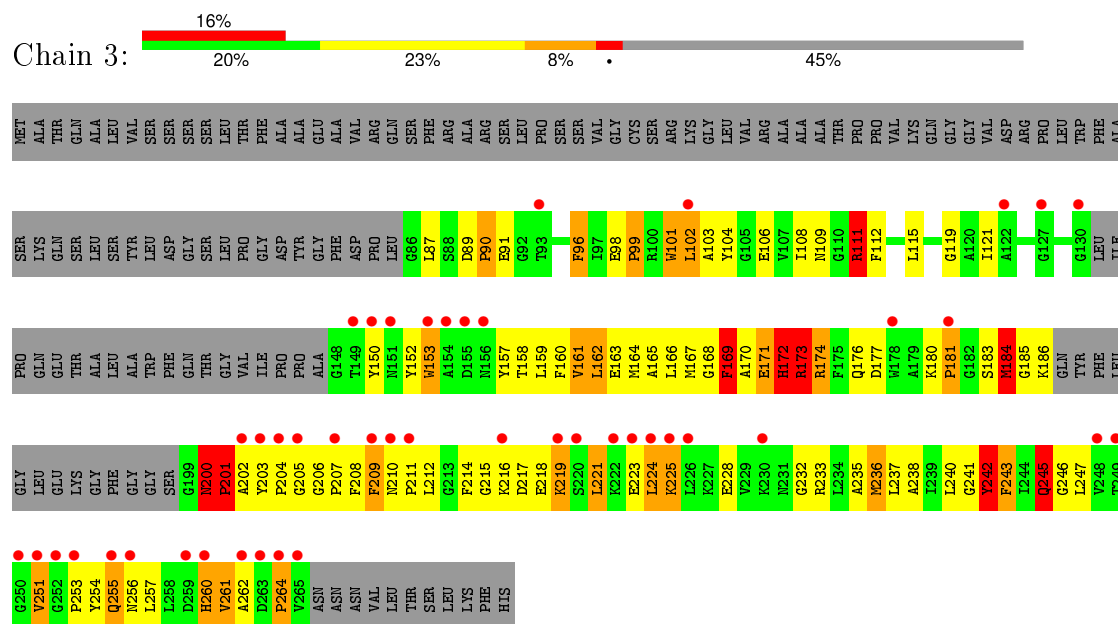 Chain 3:
16%
20% 23% 8% • 45%
MET ALA THR GLN ALA LEU VAL SER SER SER SER LEU THR PHE ALA ALA GLU ALA VAL ARG GLN SER PHE ARG ALA ARG SER LEU PRO SER SER VAL GLY CYS SER ARG LYS GLY LEU VAL ARG ALA ALA ALA THR PRO PRO VAL LYS GLN GLY GLY VAL ASP ARG PRO LEU TRP PHE ALA
SER LYS GLN SER LEU SER TYR LEU ASP GLY SER LEU PRO GLY ASP TYR GLY PHE ASP PRO LEU G86 L87 S88 D89 P90 E91 G92 T93 F96 I97 E98 P99 R100 W101 L102 A103 Y104 G105 E106 V107 I108 N109 G110 R111 F112 L115 G119 A120 I121 A122 G127 G130 LEU ILE
PRO GLN GLU THR ALA LEU ALA TRP PHE GLN THR GLY VAL ILE PRO PRO ALA G148 T149 Y150 N151 Y152 W153 A154 D155 N156 Y157 T158 L159 F160 V161 L162 E163 M164 A165 L166 M167 G168 F169 A170 E171 H172 R173 R174 F175 Q176 D177 W178 A179 K180 P181 G182 S183 M184 G185 K186 GLN TYR PHE LEU
GLY LEU GLU LYS GLY PHE GLY GLY SER G199 N200 P201 A202 Y203 P204 G205 G206 P207 F208 F209 N210 P211 L212 G213 F214 G215 K216 D217 E218 K219 S220 L221 K222 E223 L224 K225 L226 K227 E228 V229 K230 N231 G232 R233 L234 A235 M236 L237 A238 I239 L240 G241 Y242 F243 I244 Q245 G246 L247 V248 T249
G250 V251 G252 P253 Y254 Q255 N256 L257 L258 D259 H260 V261 A262 D263 P264 V265 ASN ASN ASN VAL LEU THR SER LEU LYS PHE HIS